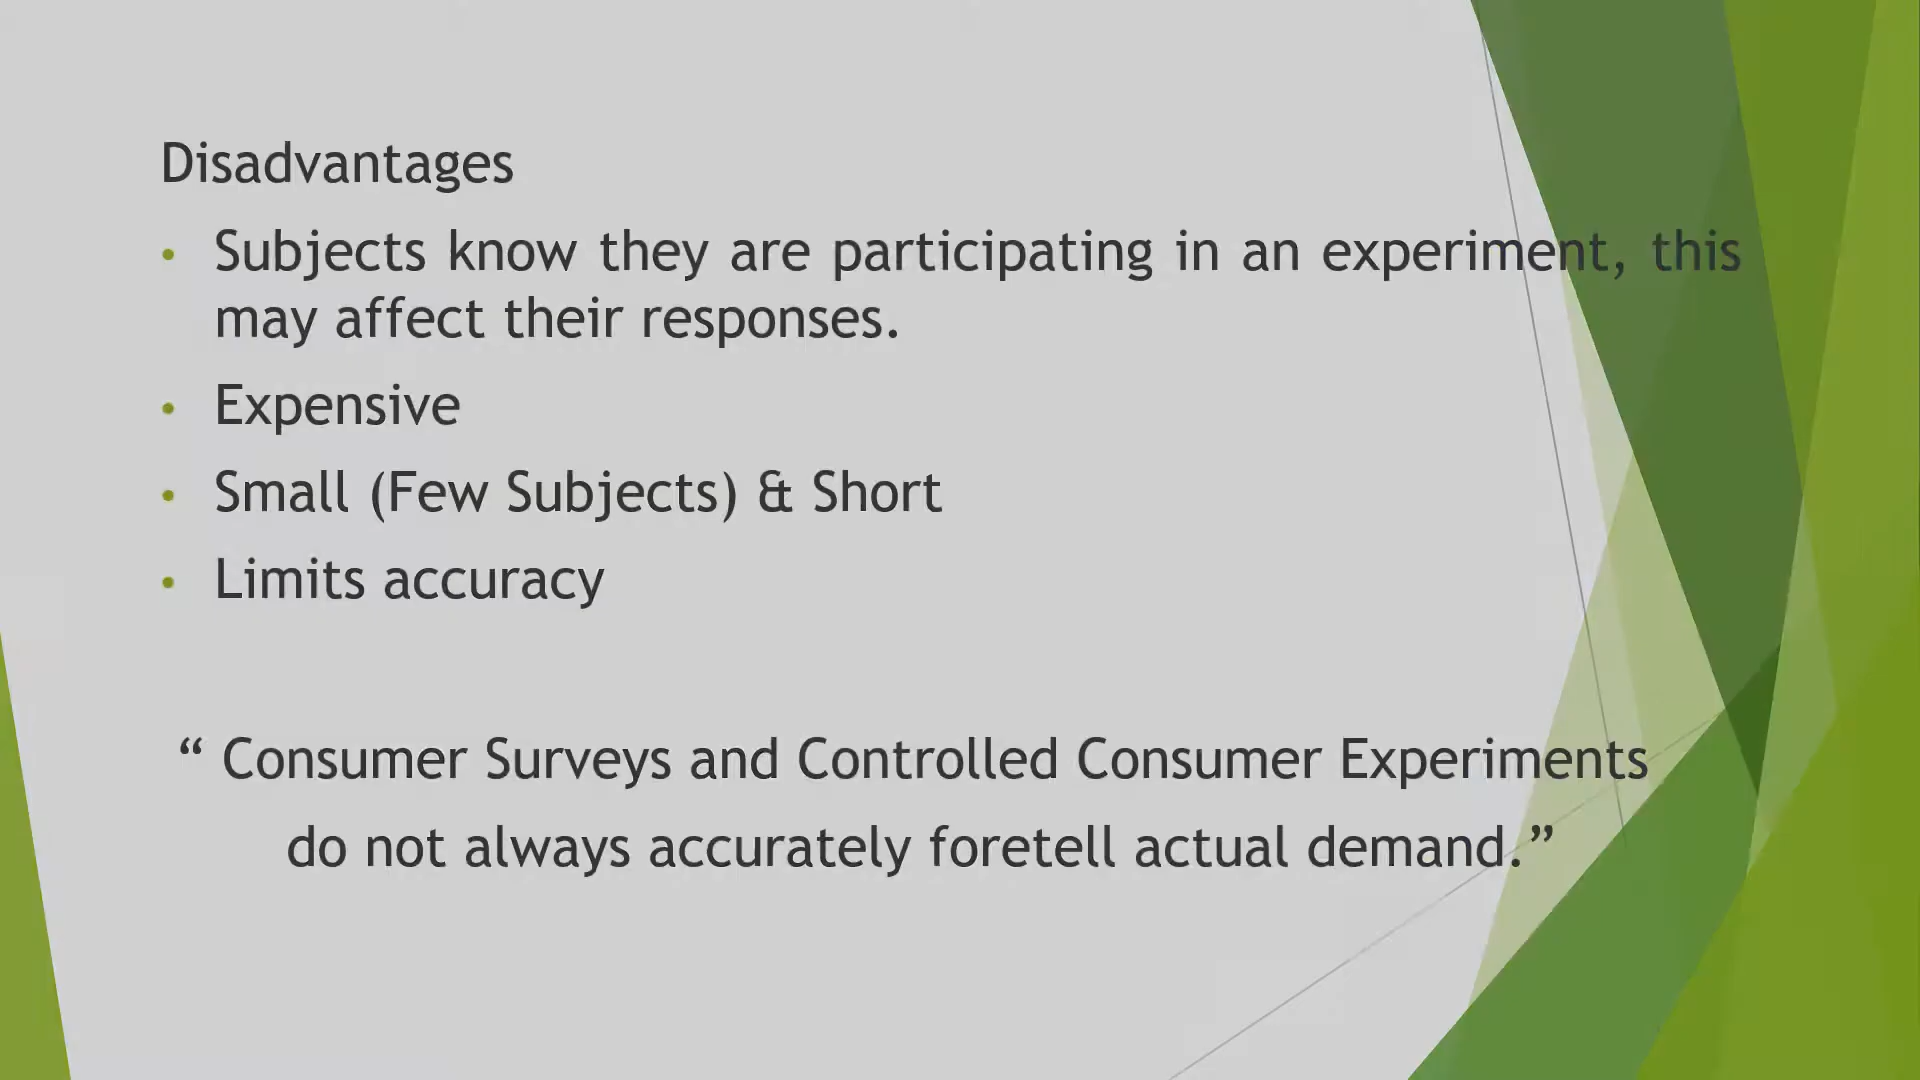 Disadvantages
• Subjects know they are participating in an experiment, this
may affect their responses.
• Expensive
• Small (Few Subjects) & Short
• Limits accuracy
“ Consumer Surveys and Controlled Consumer Experiments
do not always accurately foretell actual demand.”